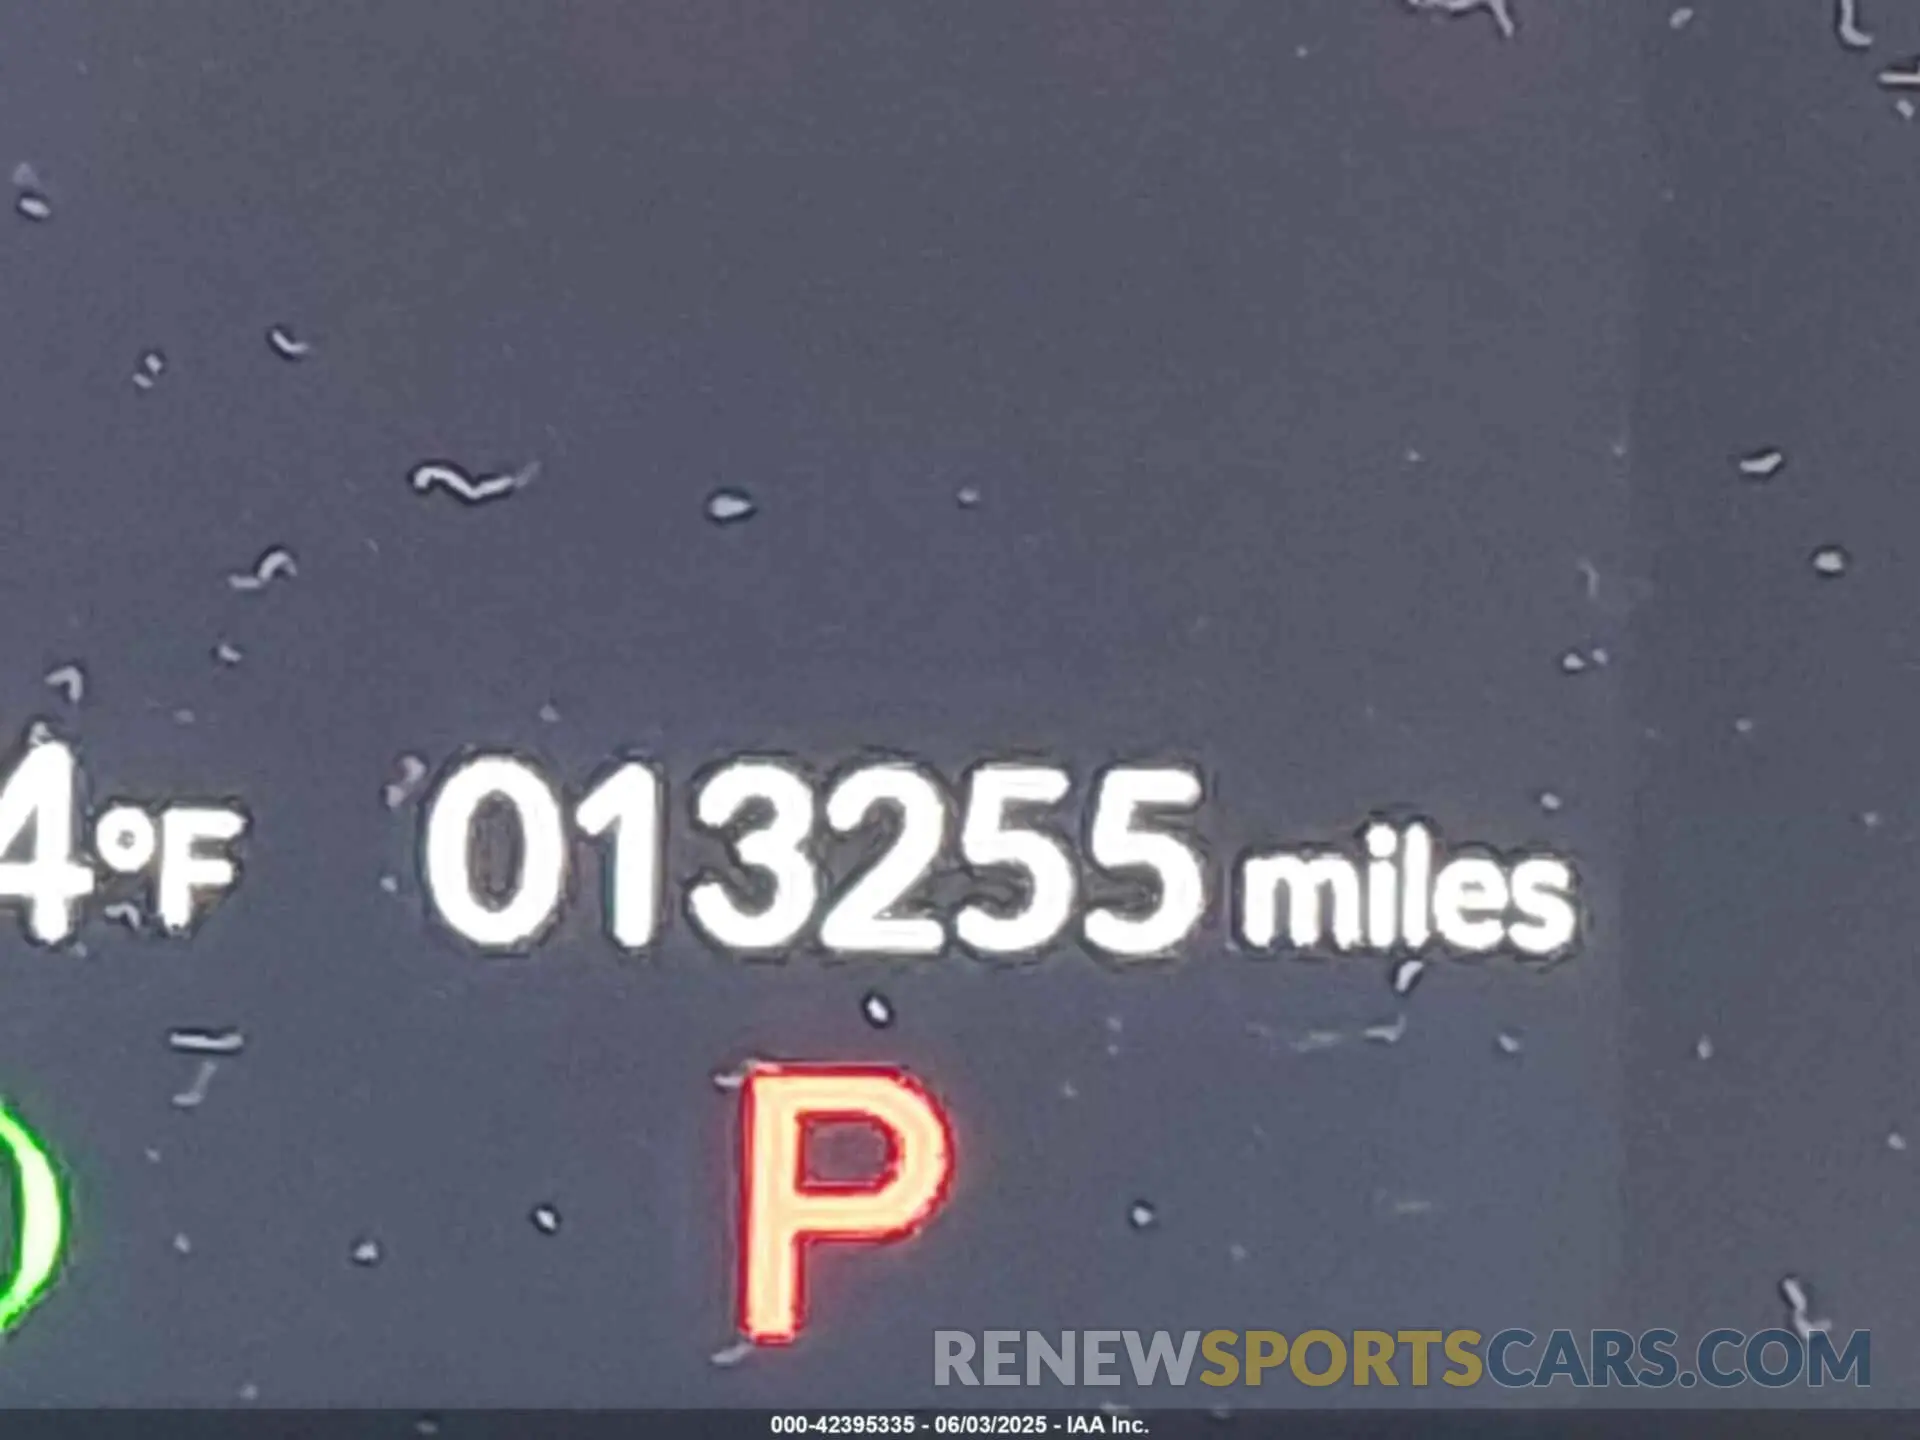 4°F 013255 miles
P
RENEWSPORTSCARS.COM
000-42395335 - 06/03/2025 - IAA Inc.